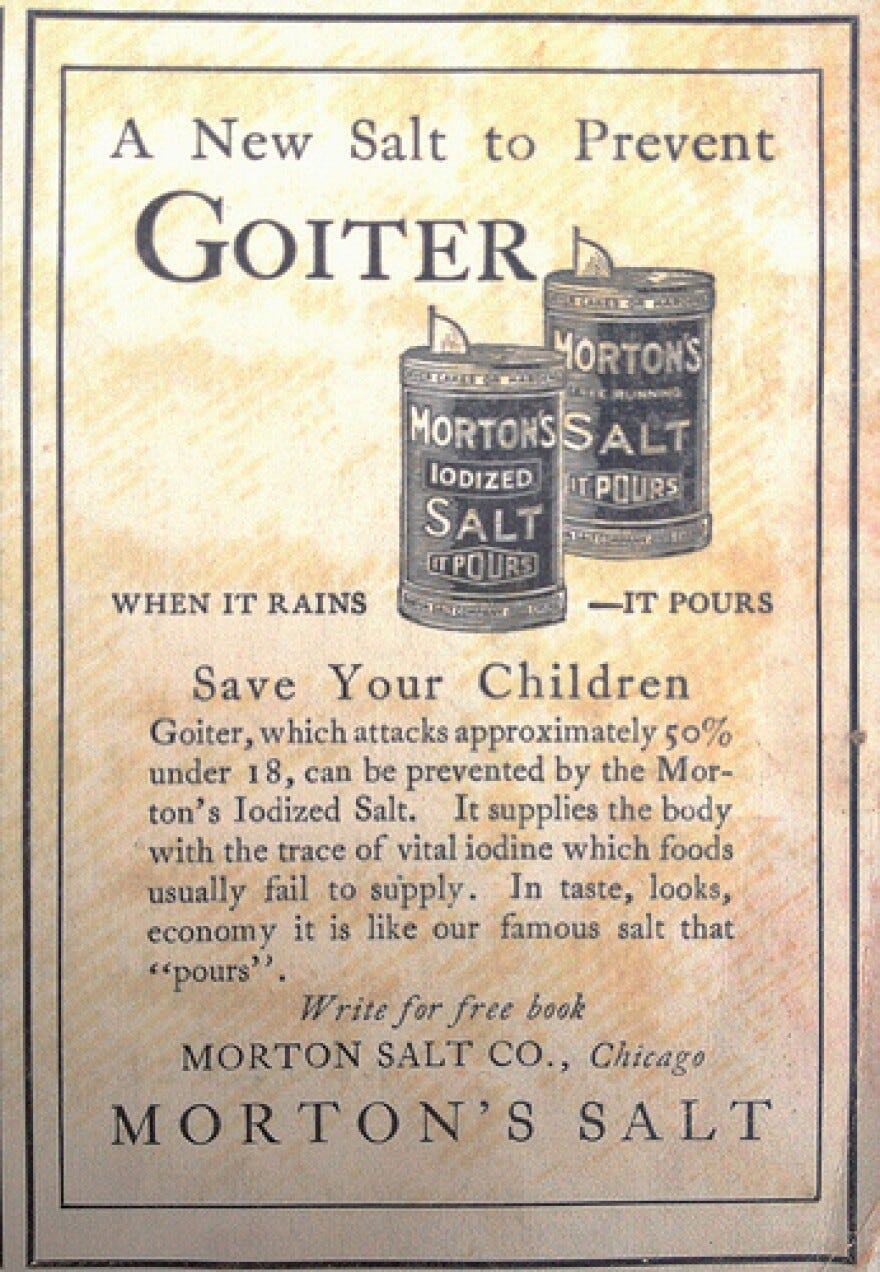 A New Salt to Prevent
GOITER
MORTON'S
FREE RUNNING
SALT
IT POURS
MORTON'S
IODIZED
SALT
IT POURS
WHEN IT RAINS —IT POURS
Save Your Children
Goiter, which attacks approximately 50%
under 18, can be prevented by the Mor-
ton's Iodized Salt. It supplies the body
with the trace of vital iodine which foods
usually fail to supply. In taste, looks,
economy it is like our famous salt that
“pours”.
Write for free book
MORTON SALT CO., Chicago
MORTON'S SALT